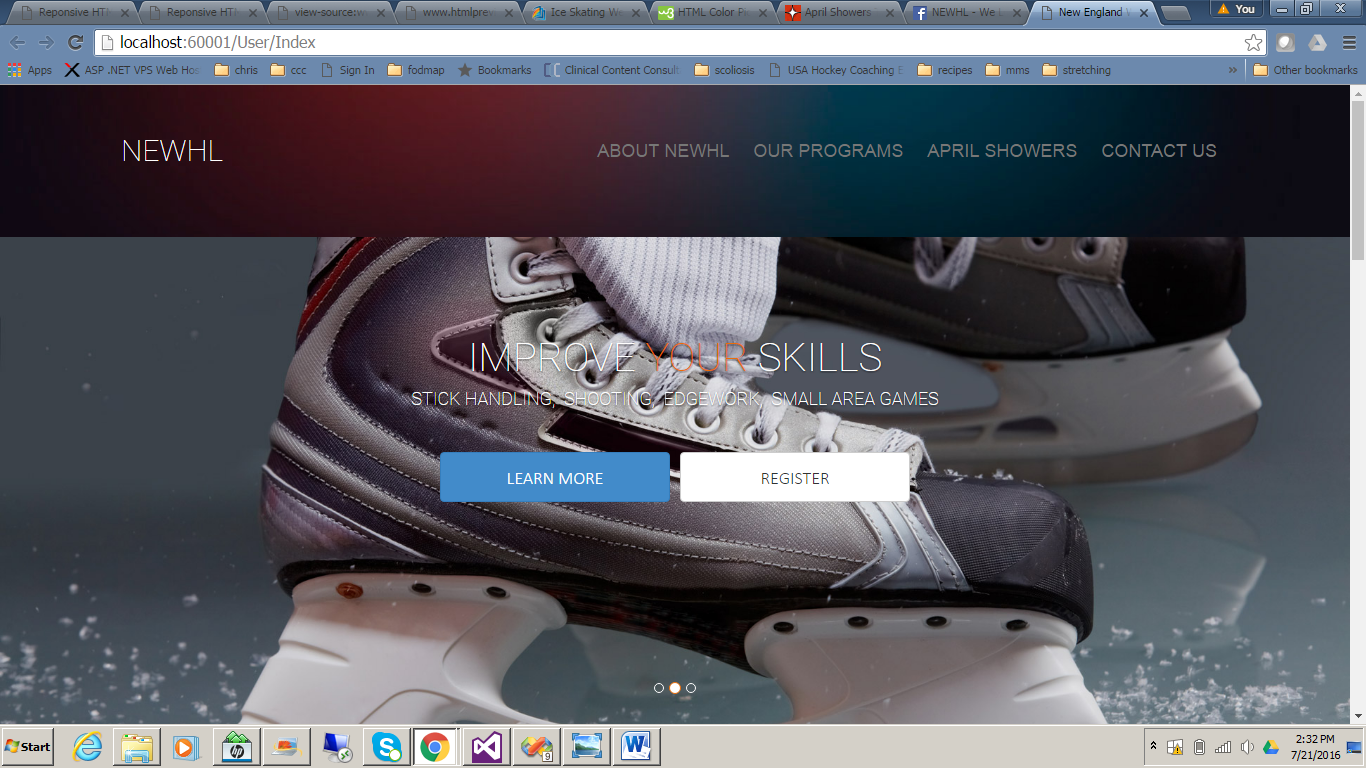 Reponsive HTM
Reponsive HTM
view-source:w
www.htmlprev
Ice Skating We
HTML Color Pi
April Showers
NEWHL - We L
New England
You
localhost:60001/User/Index
Apps
ASP .NET VPS Web Hos
chris
ccc
Sign In
fodmap
Bookmarks
Clinical Content Consult
scoliosis
USA Hockey Coaching E
recipes
mms
stretching
»
Other bookmarks
NEWHL
ABOUT NEWHL
OUR PROGRAMS
APRIL SHOWERS
CONTACT US
IMPROVE YOUR SKILLS
STICK HANDLING, SHOOTING, EDGEWORK, SMALL AREA GAMES
LEARN MORE
REGISTER
Start
2:32 PM
7/21/2016